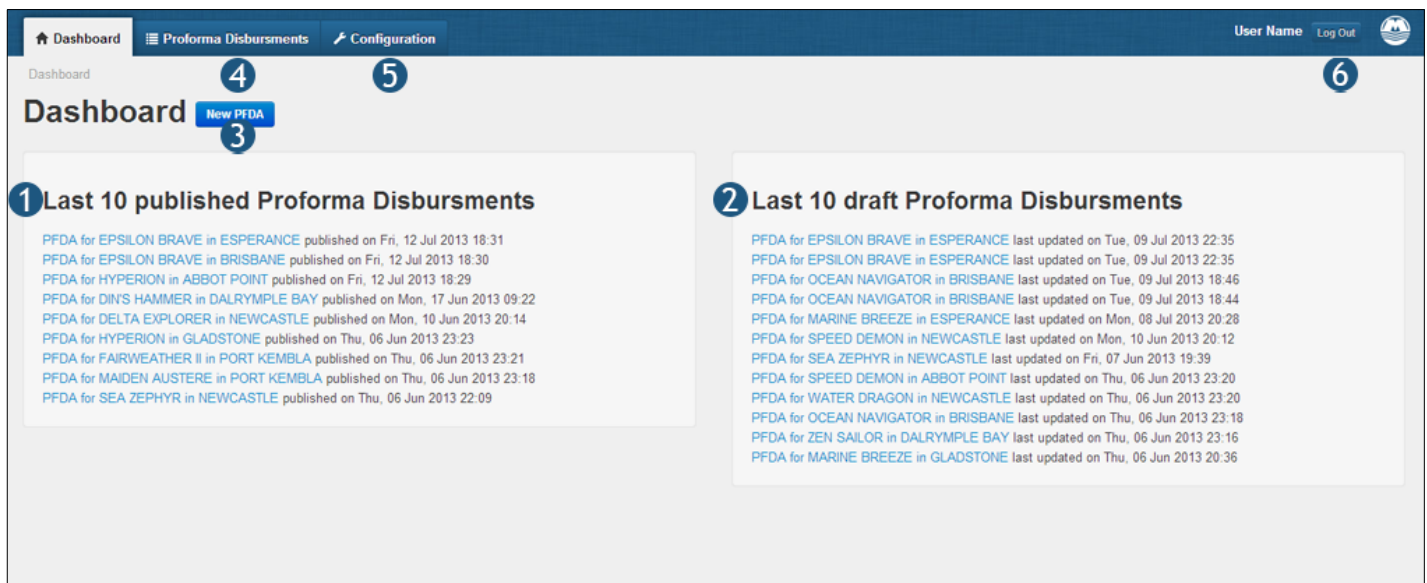 Dashboard
Proforma Disbursments
Configuration
User Name
Log Out
Dashboard
4
5
6
Dashboard
New PFDA
3
1
Last 10 published Proforma Disbursments
PFDA for EPSILON BRAVE in ESPERANCE published on Fri, 12 Jul 2013 18:31
PFDA for EPSILON BRAVE in BRISBANE published on Fri, 12 Jul 2013 18:30
PFDA for HYPERION in ABBOT POINT published on Fri, 12 Jul 2013 18:29
PFDA for DIN'S HAMMER in DALRYMPLE BAY published on Mon, 17 Jun 2013 09:22
PFDA for DELTA EXPLORER in NEWCASTLE published on Mon, 10 Jun 2013 20:14
PFDA for HYPERION in GLADSTONE published on Thu, 06 Jun 2013 23:23
PFDA for FAIRWEATHER II in PORT KEMBLA published on Thu, 06 Jun 2013 23:21
PFDA for MAIDEN AUSTERE in PORT KEMBLA published on Thu, 06 Jun 2013 23:18
PFDA for SEA ZEPHYR in NEWCASTLE published on Thu, 06 Jun 2013 22:09
2
Last 10 draft Proforma Disbursments
PFDA for EPSILON BRAVE in ESPERANCE last updated on Tue, 09 Jul 2013 22:35
PFDA for EPSILON BRAVE in ESPERANCE last updated on Tue, 09 Jul 2013 22:35
PFDA for OCEAN NAVIGATOR in BRISBANE last updated on Tue, 09 Jul 2013 18:46
PFDA for OCEAN NAVIGATOR in BRISBANE last updated on Tue, 09 Jul 2013 18:44
PFDA for MARINE BREEZE in ESPERANCE last updated on Mon, 08 Jul 2013 20:28
PFDA for SPEED DEMON in NEWCASTLE last updated on Mon, 10 Jun 2013 20:12
PFDA for SEA ZEPHYR in NEWCASTLE last updated on Fri, 07 Jun 2013 19:39
PFDA for SPEED DEMON in ABBOT POINT last updated on Thu, 06 Jun 2013 23:20
PFDA for WATER DRAGON in NEWCASTLE last updated on Thu, 06 Jun 2013 23:20
PFDA for OCEAN NAVIGATOR in BRISBANE last updated on Thu, 06 Jun 2013 23:18
PFDA for ZEN SAILOR in DALRYMPLE BAY last updated on Thu, 06 Jun 2013 23:16
PFDA for MARINE BREEZE in GLADSTONE last updated on Thu, 06 Jun 2013 20:36